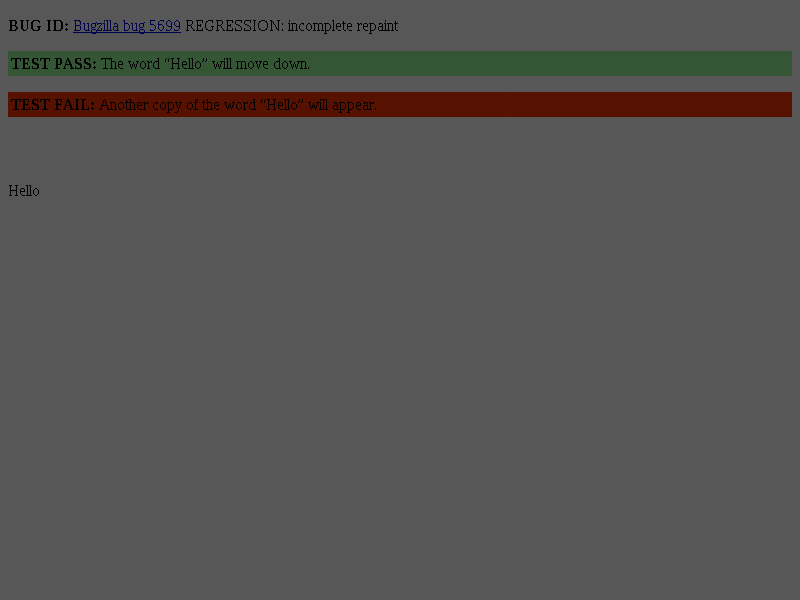 BUG ID: Bugzilla bug 5699 REGRESSION: incomplete repaint
TEST PASS: The word “Hello” will move down.
TEST FAIL: Another copy of the word “Hello” will appear.
Hello